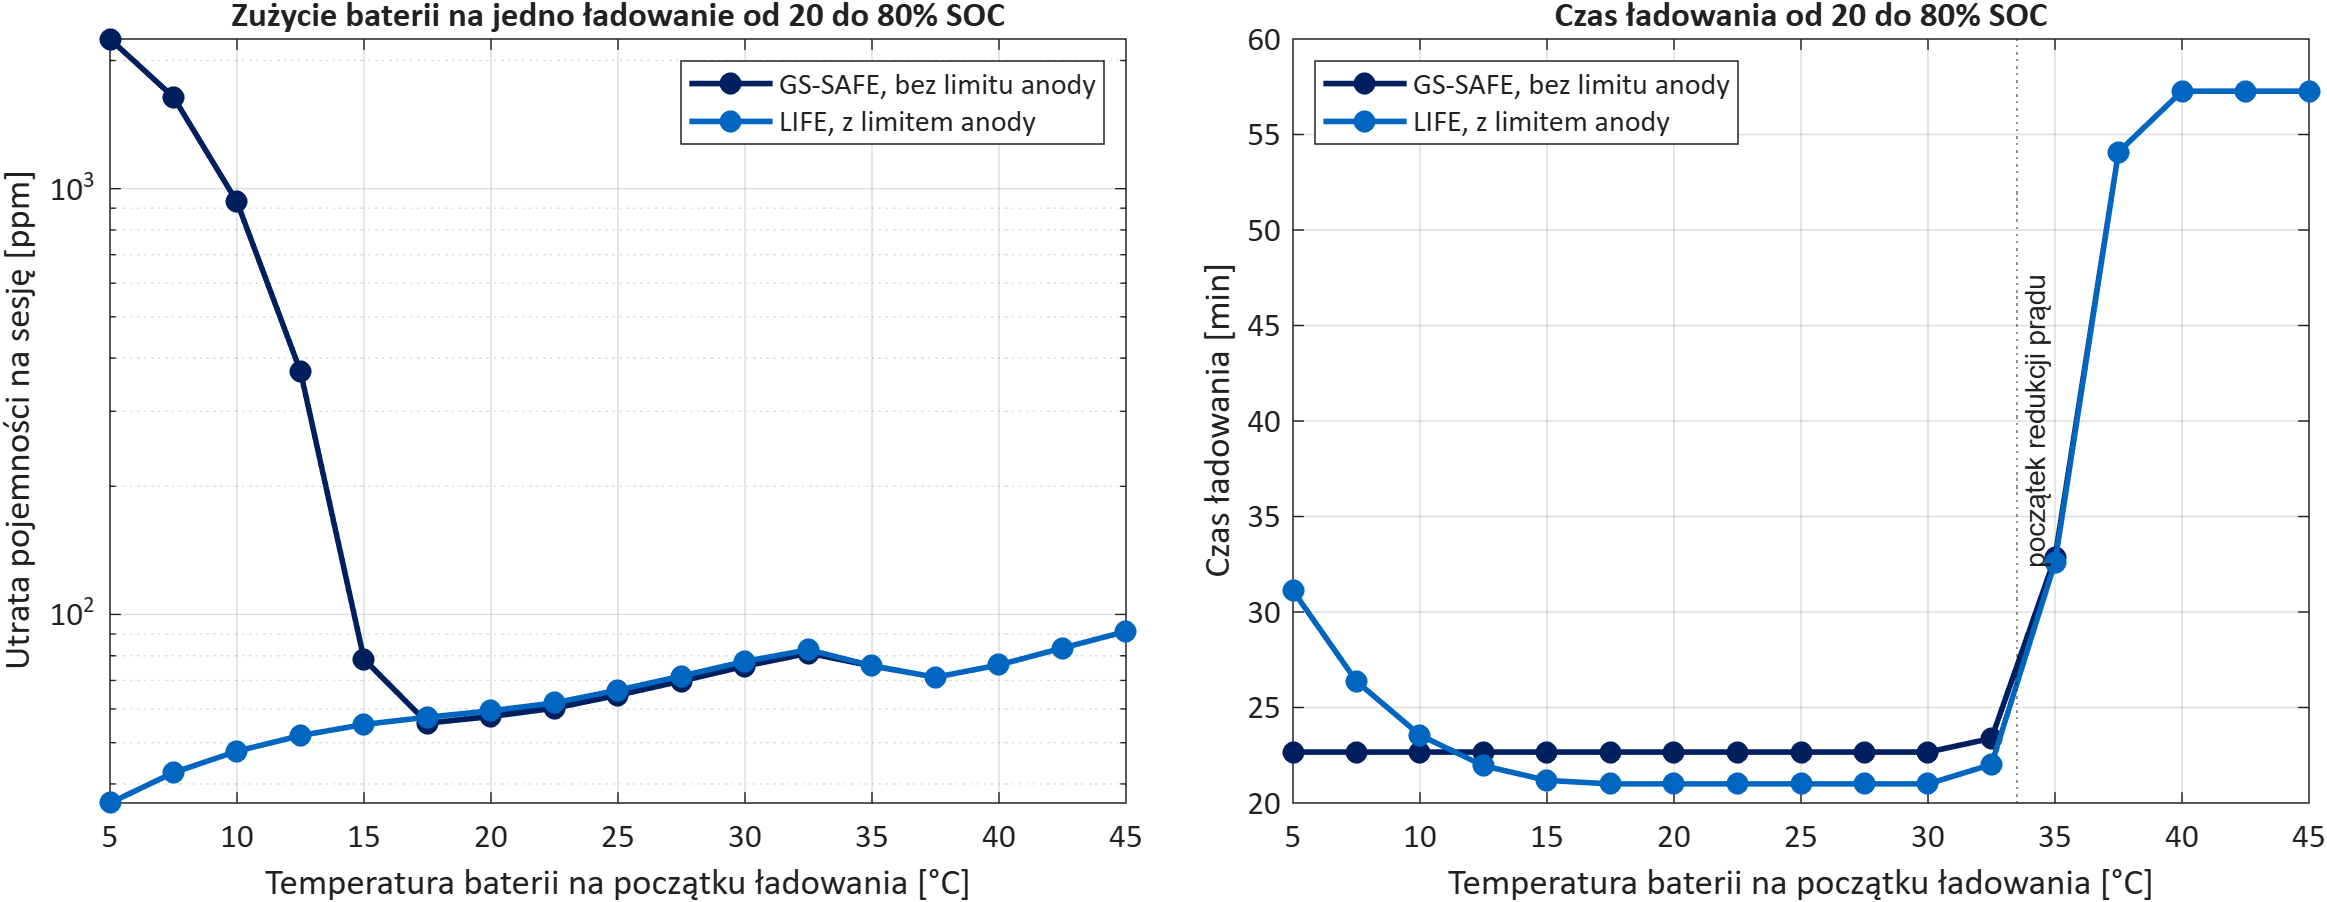 Zużycie baterii na jedno ładowanie od 20 do 80% SOC
GS-SAFE, bez limitu anody
LIFE, z limitem anody
Utrata pojemności na sesję [ppm]
10³
10²
5 10 15 20 25 30 35 40 45
Temperatura baterii na początku ładowania [°C]
Czas ładowania od 20 do 80% SOC
GS-SAFE, bez limitu anody
LIFE, z limitem anody
Czas ładowania [min]
60
55
50
45
40
35
30
25
20
początek redukcji prądu
5 10 15 20 25 30 35 40 45
Temperatura baterii na początku ładowania [°C]